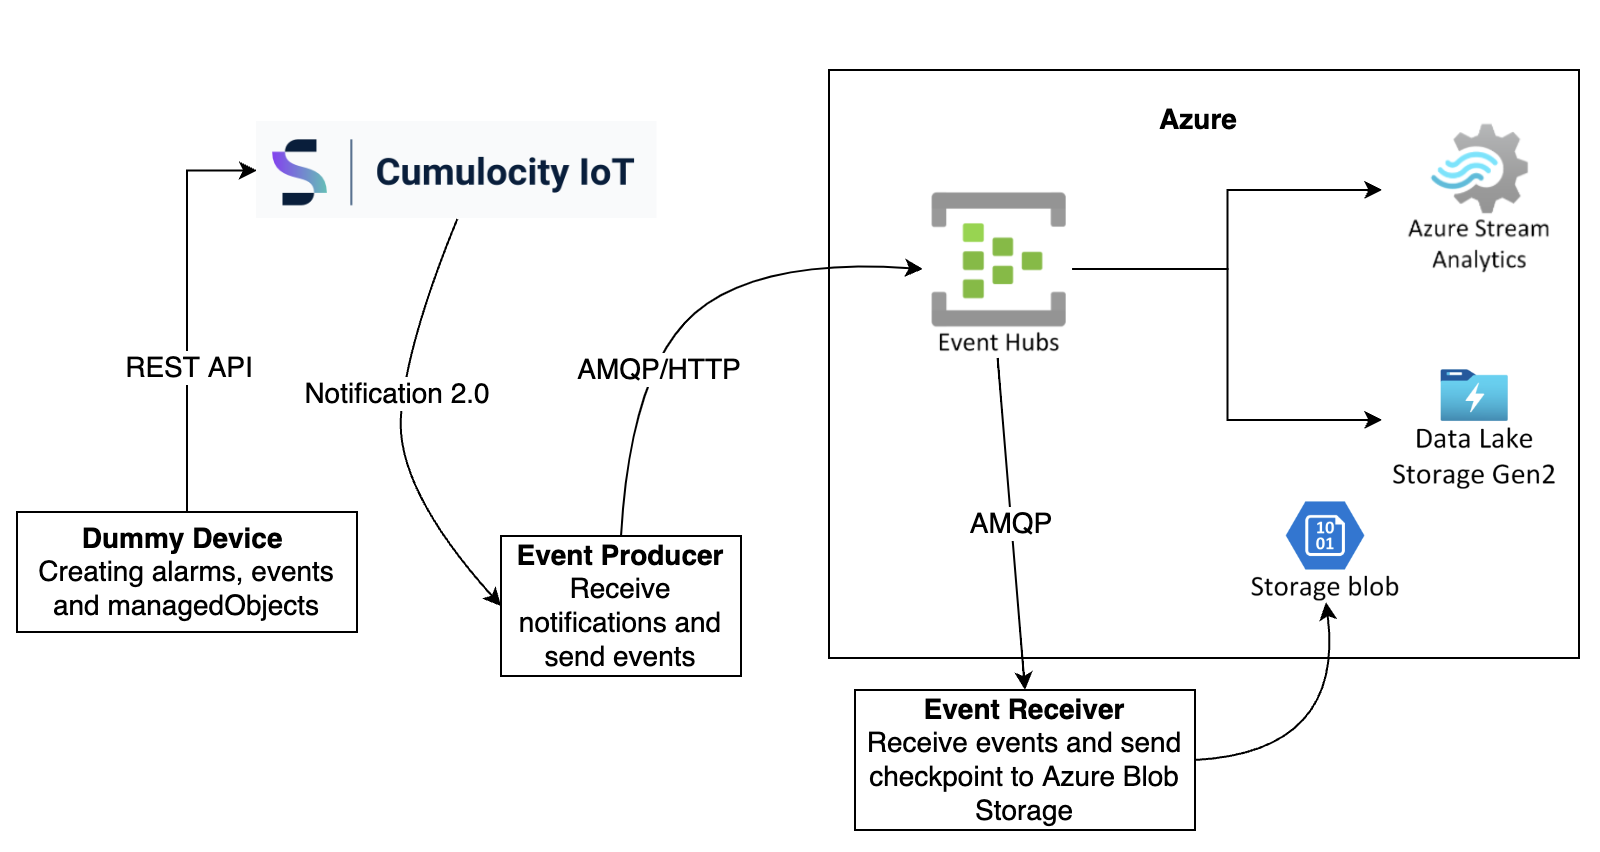 Azure
Cumulocity IoT
Azure Stream
Analytics
Event Hubs
REST API
Notification 2.0
AMQP/HTTP
Data Lake
Storage Gen2
AMQP
10
01
Storage blob
Dummy Device
Creating alarms, events
and managedObjects
Event Producer
Receive
notifications and
send events
Event Receiver
Receive events and send
checkpoint to Azure Blob
Storage